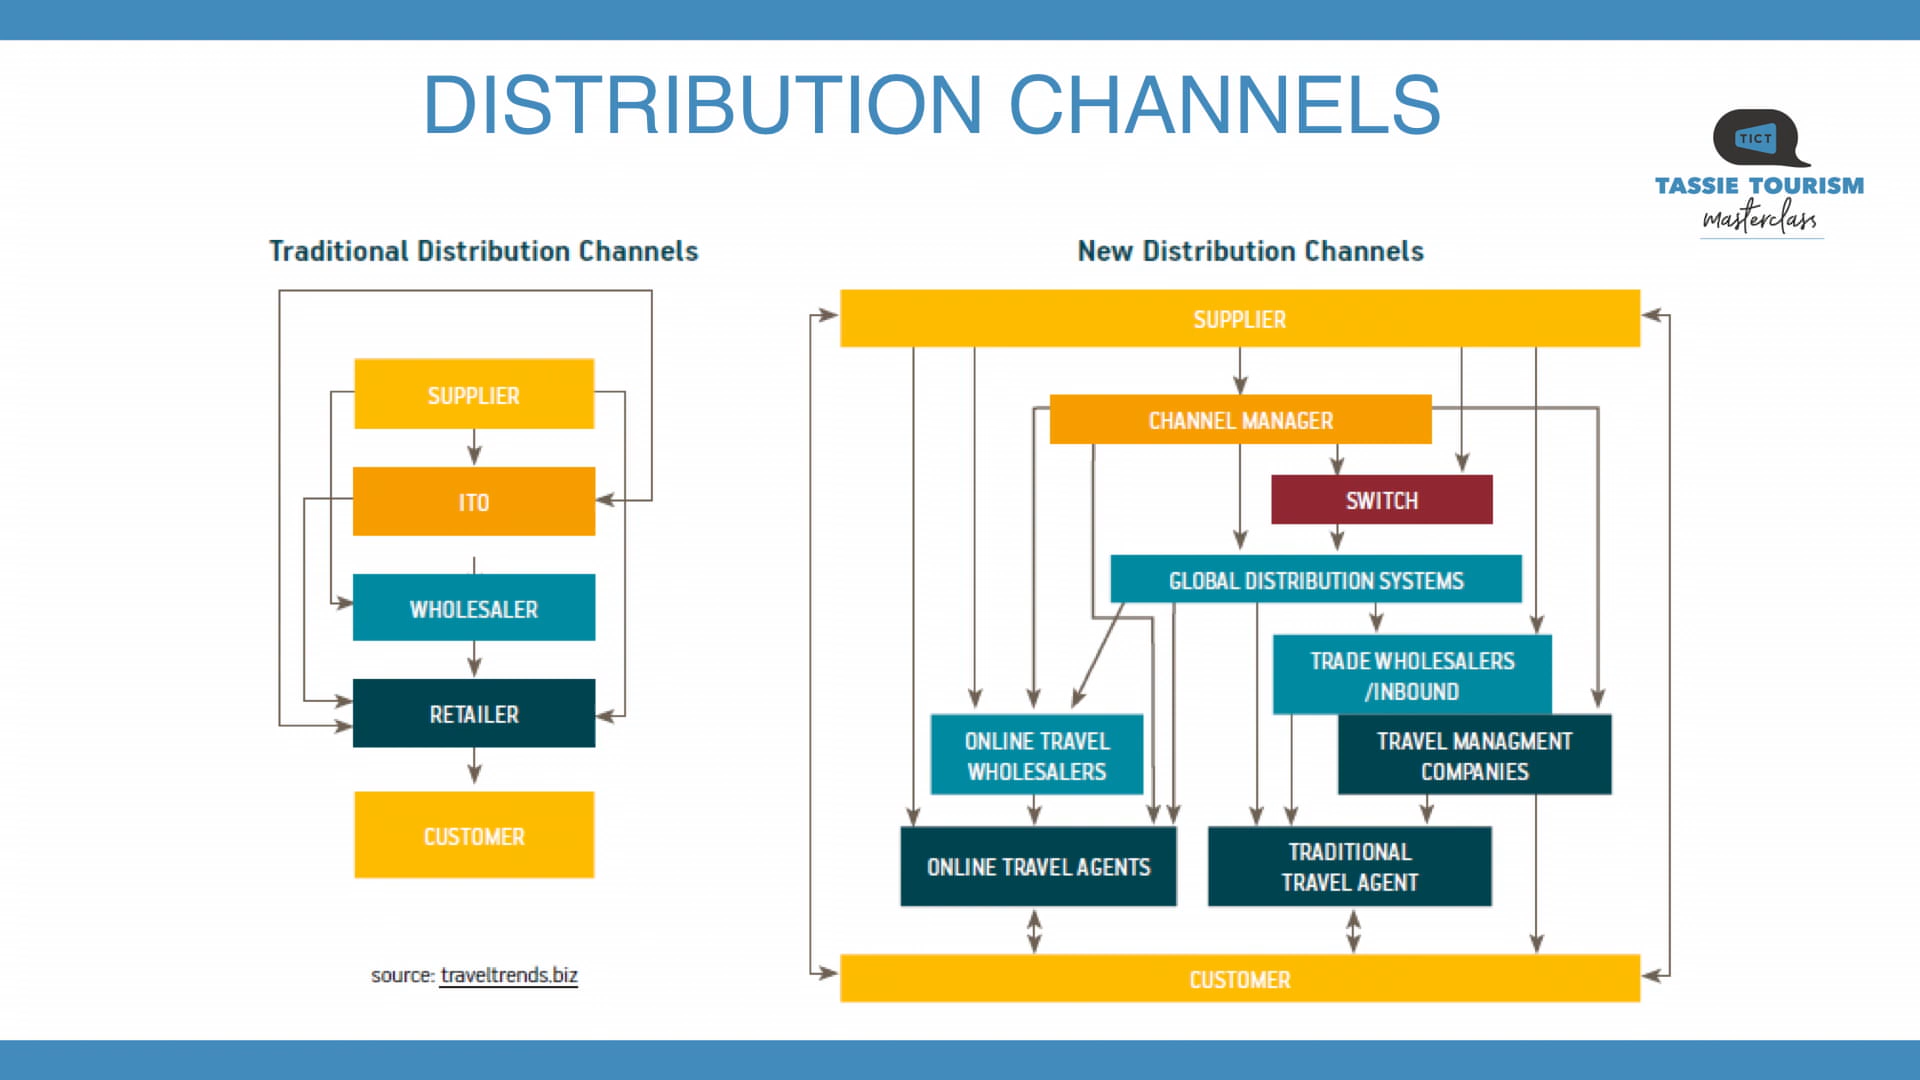 DISTRIBUTION CHANNELS
TICT
TASSIE TOURISM
masterclass
Traditional Distribution Channels
SUPPLIER
ITO
WHOLESALER
RETAILER
CUSTOMER
source: traveltrends.biz
New Distribution Channels
SUPPLIER
CHANNEL MANAGER
SWITCH
GLOBAL DISTRIBUTION SYSTEMS
TRADE WHOLESALERS
/INBOUND
ONLINE TRAVEL
WHOLESALERS
TRAVEL MANAGMENT
COMPANIES
ONLINE TRAVEL AGENTS
TRADITIONAL
TRAVEL AGENT
CUSTOMER